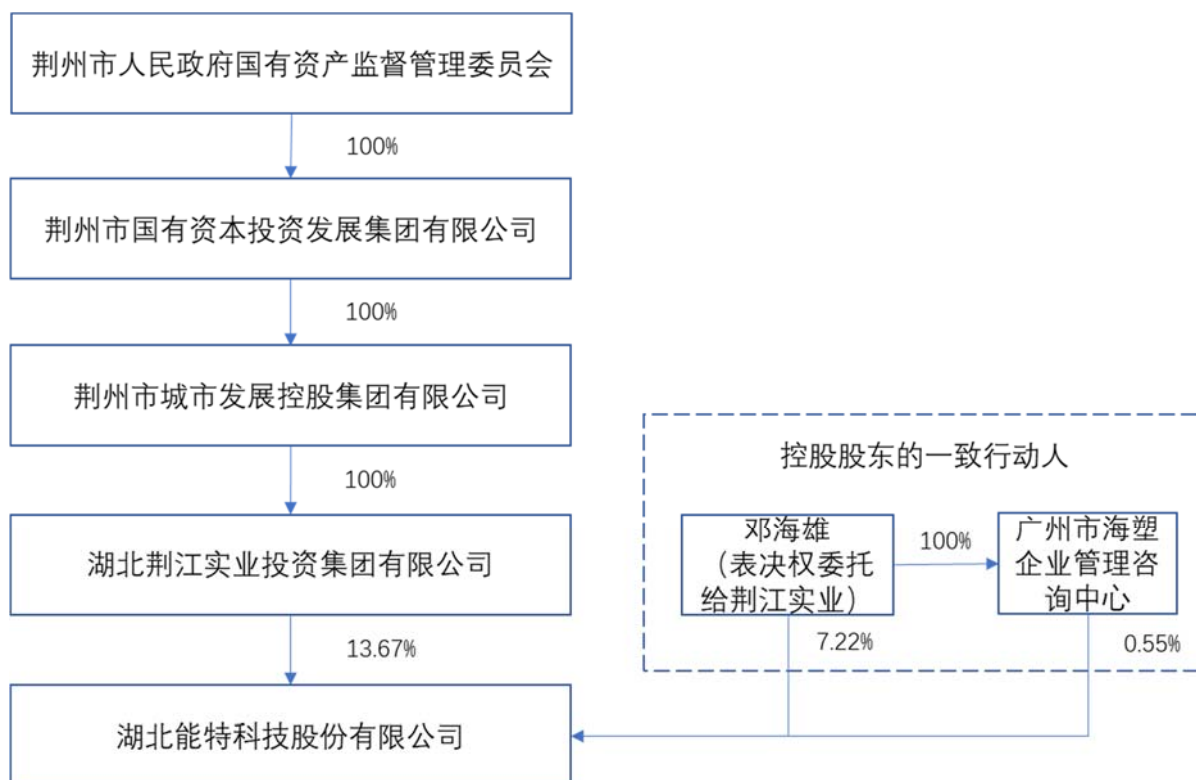 荆州市人民政府国有资产监督管理委员会
100%
荆州市国有资本投资发展集团有限公司
100%
荆州市城市发展控股集团有限公司
100%
湖北荆江实业投资集团有限公司
13.67%
湖北能特科技股份有限公司
控股股东的一致行动人
邓海雄
（表决权委托
给荆江实业）
100%
广州市海塑
企业管理咨
询中心
7.22%
0.55%